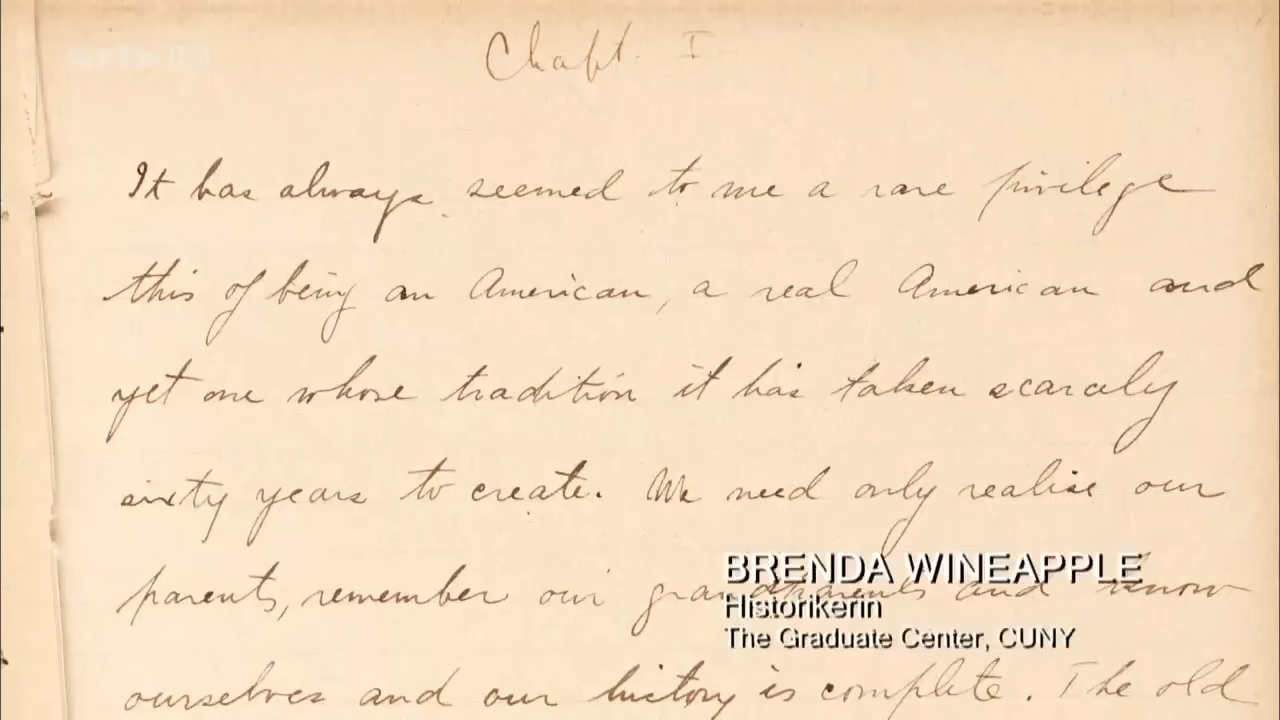 Chapt. I
It has always seemed to me a rare privilege
this of being an American, a real American and
yet one whose tradition it has taken scarcely
sixty years to create. We need only realise our
parents, remember our grandparents and know
ourselves and our history is complete. The old
BRENDA WINEAPPLE
Historikerin
The Graduate Center, CUNY